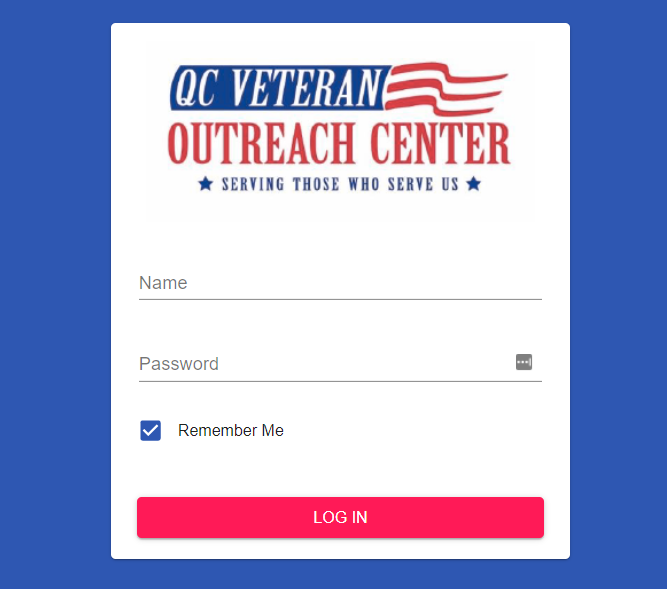 QC VETERAN
OUTREACH CENTER
SERVING THOSE WHO SERVE US
Name
Password
Remember Me
LOG IN